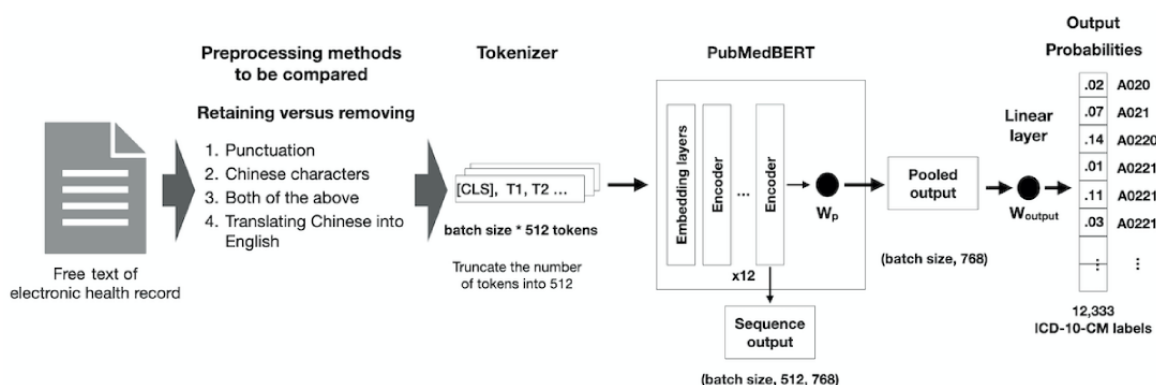 Preprocessing methods
to be compared
Retaining versus removing
1. Punctuation
2. Chinese characters
3. Both of the above
4. Translating Chinese into
English
Free text of
electronic health record
Tokenizer
[CLS], T1, T2 ...
batch size * 512 tokens
Truncate the number
of tokens into 512
PubMedBERT
Embedding layers
Encoder
...
Encoder
x12
Wp
Sequence
output
(batch size, 512, 768)
Pooled
output
(batch size, 768)
Linear
layer
Woutput
Output
Probabilities
.02 A020
.07 A021
.14 A0220
.01 A0221
.11 A0221
.03 A0221
⋮ ⋮
12,333
ICD-10-CM labels